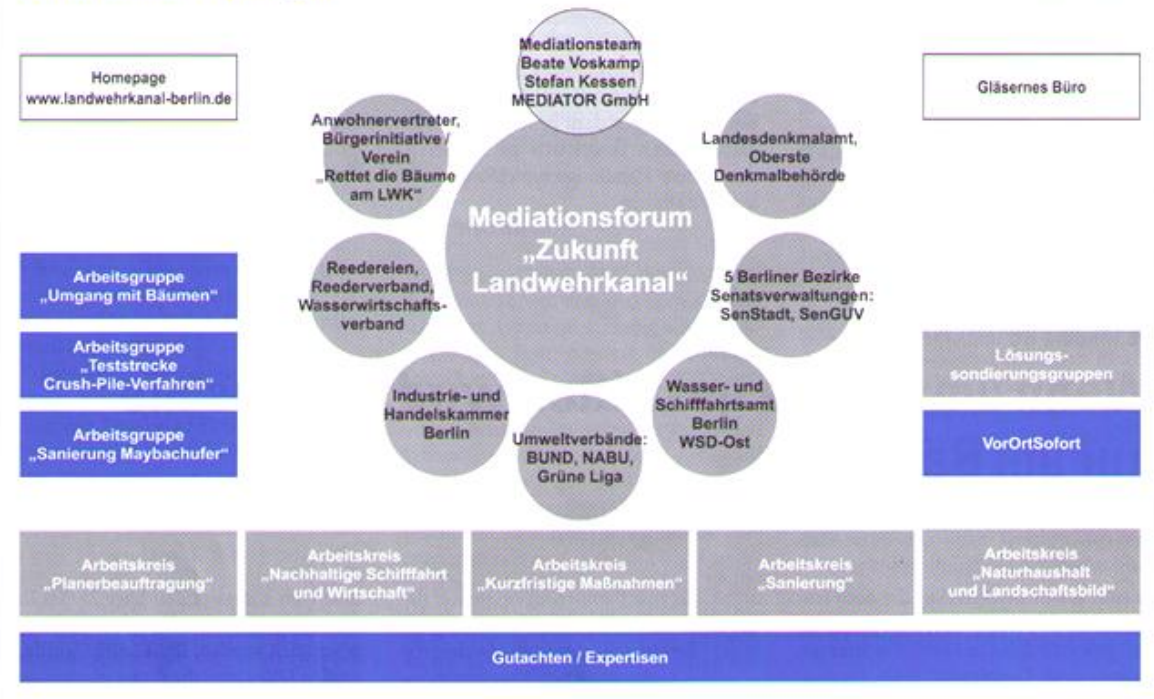 Mediationsteam
Beate Voskamp
Stefan Kessen
MEDIATOR GmbH
Homepage
www.landwehrkanal-berlin.de
Gläsernes Büro
Anwohnervertreter,
Bürgerinitiative /
Verein
„Rettet die Bäume
am LWK“
Landesdenkmalamt,
Oberste
Denkmalbehörde
Mediationsforum
„Zukunft
Landwehrkanal“
Reedereien,
Reederverband,
Wasserwirtschafts-
verband
5 Berliner Bezirke
Senatsverwaltungen:
SenStadt, SenGUV
Arbeitsgruppe
„Umgang mit Bäumen“
Arbeitsgruppe
„Teststrecke
Crush-Pile-Verfahren“
Arbeitsgruppe
„Sanierung Maybachufer“
Industrie- und
Handelskammer
Berlin
Umweltverbände:
BUND, NABU,
Grüne Liga
Wasser- und
Schifffahrtsamt
Berlin
WSD-Ost
Lösungs-
sondierungsgruppen
VorOrtSofort
Arbeitskreis
„Planerbeauftragung“
Arbeitskreis
„Nachhaltige Schifffahrt
und Wirtschaft“
Arbeitskreis
„Kurzfristige Maßnahmen“
Arbeitskreis
„Sanierung“
Arbeitskreis
„Naturhaushalt
und Landschaftsbild“
Gutachten / Expertisen